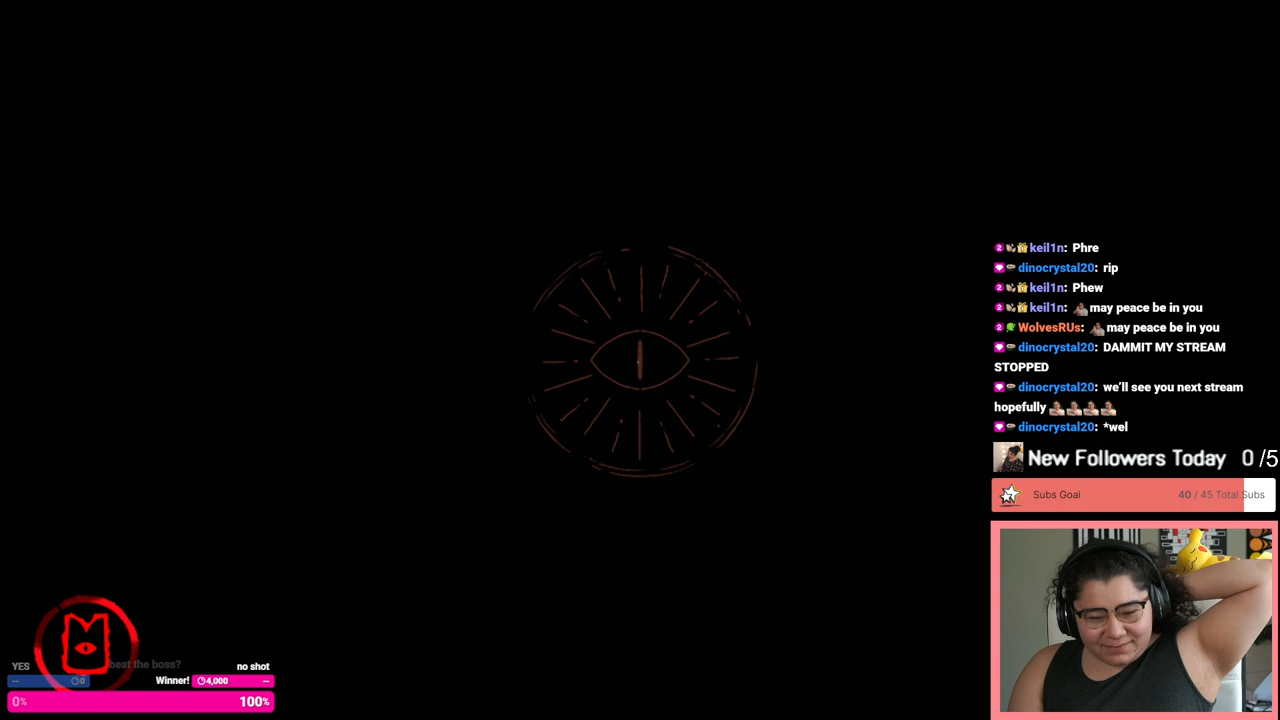 keil1n: Phre
dinocrystal20: rip
keil1n: Phew
keil1n: may peace be in you
WolvesRUs: may peace be in you
dinocrystal20: DAMMIT MY STREAM
STOPPED
dinocrystal20: we'll see you next stream
hopefully
dinocrystal20: *wel
New Followers Today 0 /5
Subs Goal 40 / 45 Total Subs
beat the boss?
YES no shot
0 Winner! 4,000
0% 100%